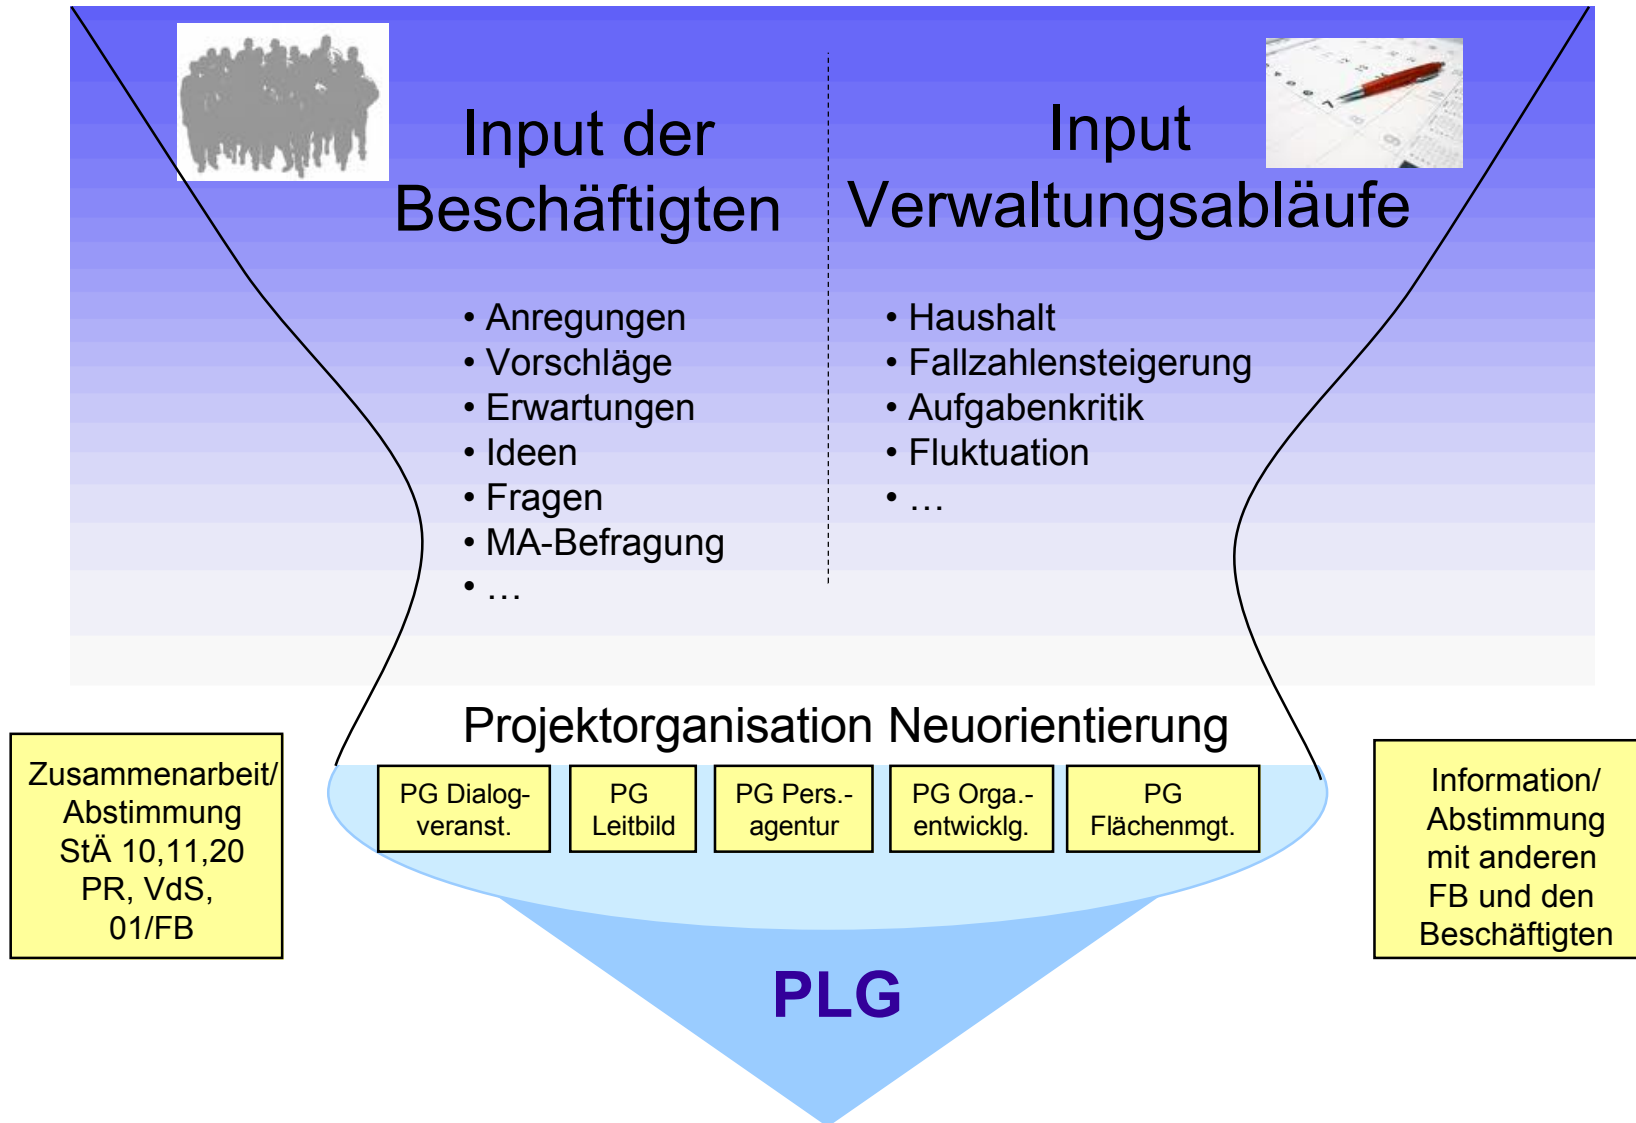 Input der
Beschäftigten
• Anregungen
• Vorschläge
• Erwartungen
• Ideen
• Fragen
• MA-Befragung
• …
Input
Verwaltungsabläufe
• Haushalt
• Fallzahlensteigerung
• Aufgabenkritik
• Fluktuation
• …
Projektorganisation Neuorientierung
Zusammenarbeit/
Abstimmung
StÄ 10,11,20
PR, VdS,
01/FB
PG Dialog-
veranst.
PG
Leitbild
PG Pers.-
agentur
PG Orga.-
entwicklg.
PG
Flächenmgt.
Information/
Abstimmung
mit anderen
FB und den
Beschäftigten
PLG